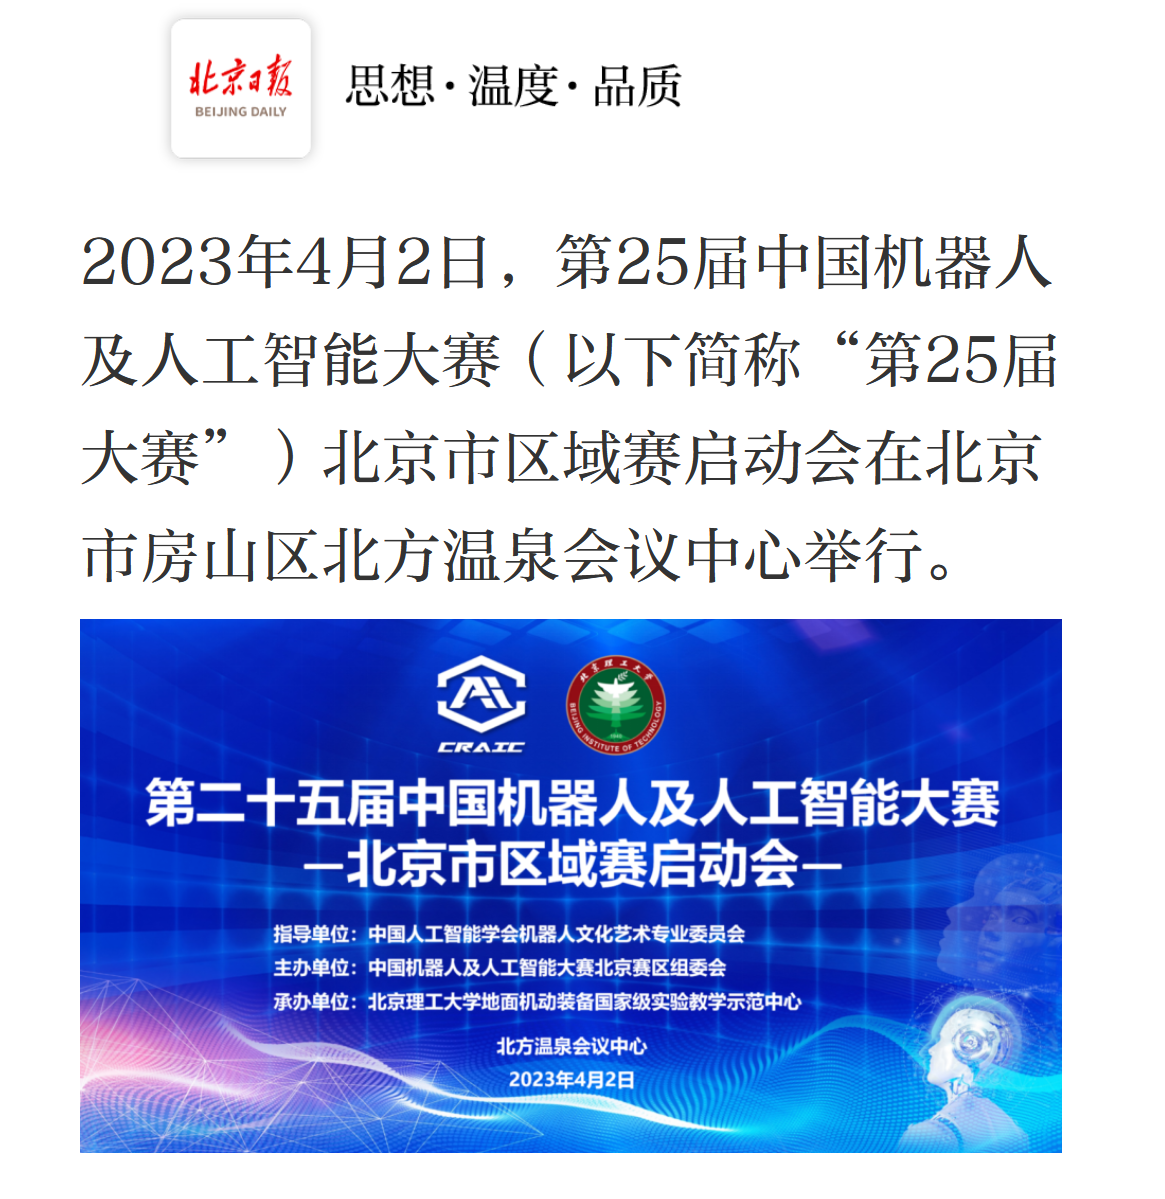 北京日报
BEIJING DAILY
思想·温度·品质
2023年4月2日，第25届中国机器人
及人工智能大赛（以下简称“第25届
大赛” ）北京市区域赛启动会在北京
市房山区北方温泉会议中心举行。
Ai
CRAIC
北京理工大学
BEIJING INSTITUTE OF TECHNOLOGY
1940
第二十五届中国机器人及人工智能大赛
—北京市区域赛启动会—
指导单位：中国人工智能学会机器人文化艺术专业委员会
主办单位：中国机器人及人工智能大赛北京赛区组委会
承办单位：北京理工大学地面机动装备国家级实验教学示范中心
北方温泉会议中心
2023年4月2日